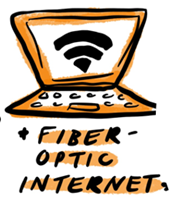 + FIBER-
OPTIC
INTERNET,